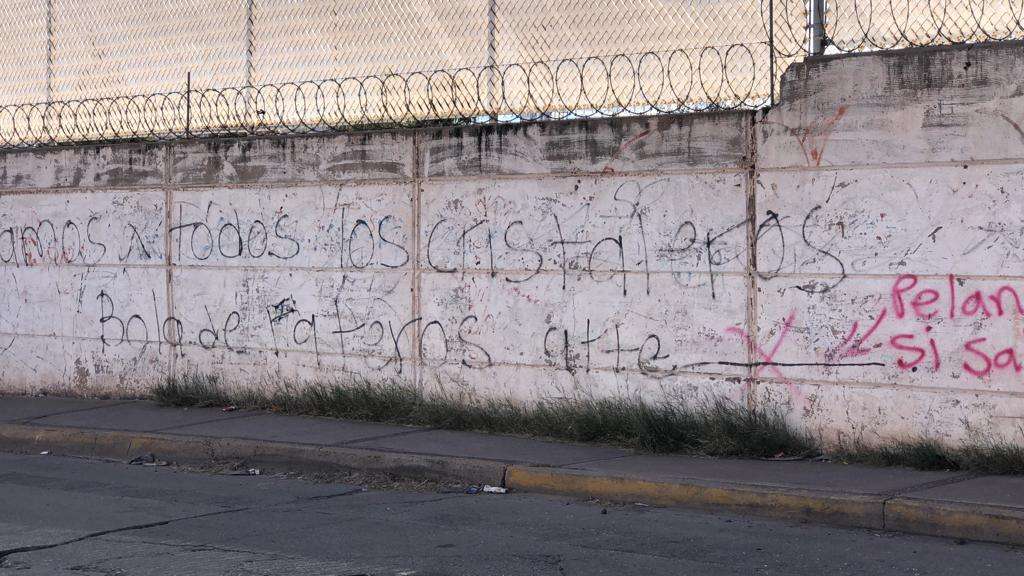 amos x todos los cristaleros
Bola de Rateros atte
Pelan
si sa